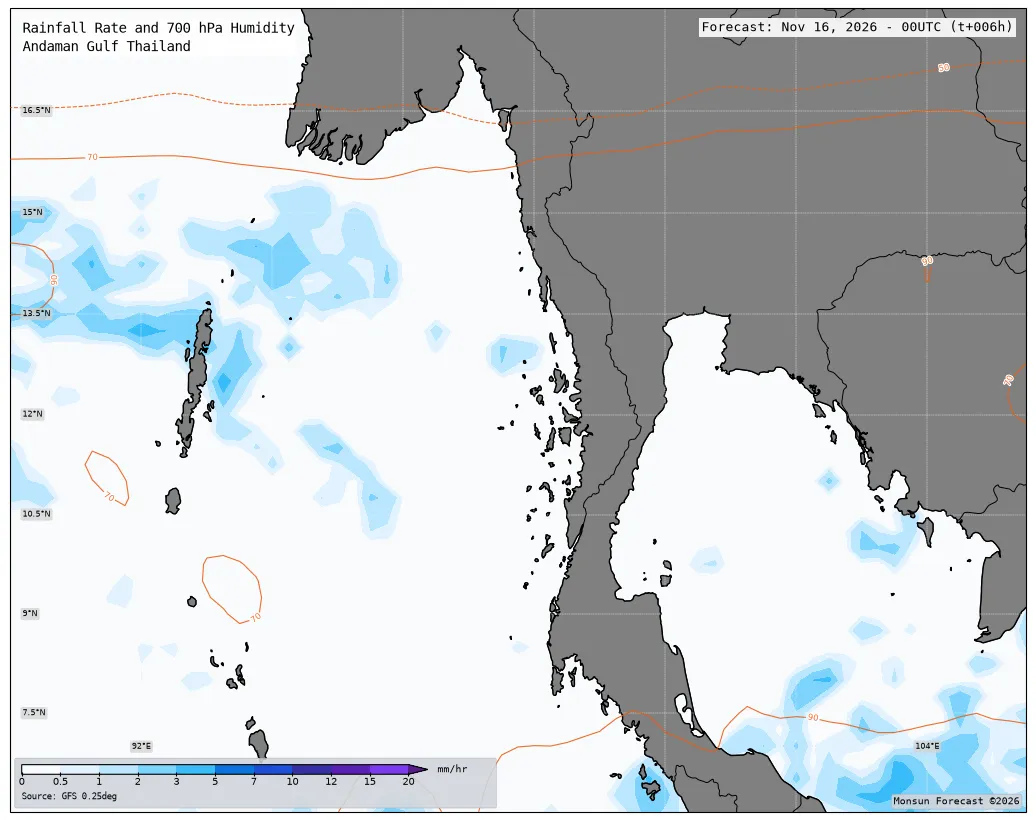 Rainfall Rate and 700 hPa Humidity
Andaman Gulf Thailand
Forecast: Nov 16, 2026 - 00UTC (t+006h)
50
16.5°N
70
15°N
50
90
13.5°N
70
12°N
70
10.5°N
9°N
70
7.5°N
90
92°E
104°E
mm/hr
0 0.5 1 2 3 5 7 10 12 15 20
Source: GFS 0.25deg
Monsun Forecast ©2026